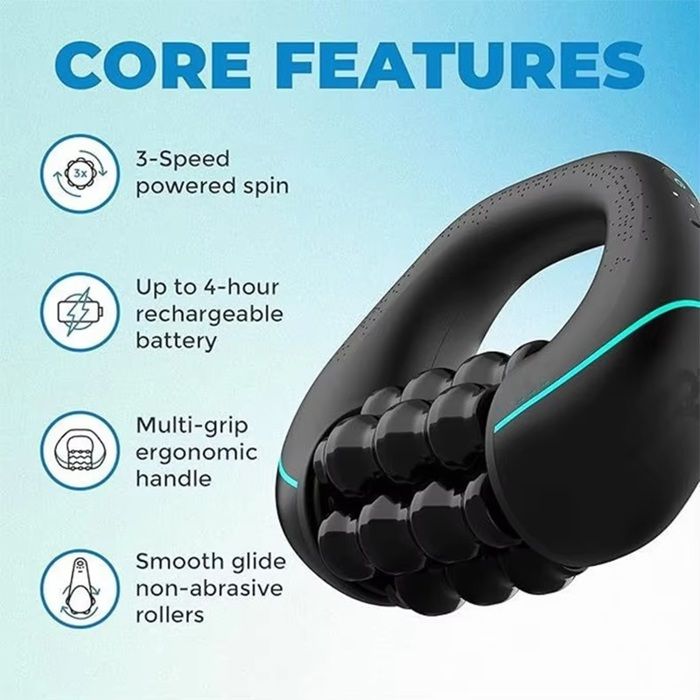 CORE FEATURES
3x
3-Speed
powered spin
Up to 4-hour
rechargeable
battery
Multi-grip
ergonomic
handle
Smooth glide
non-abrasive
rollers